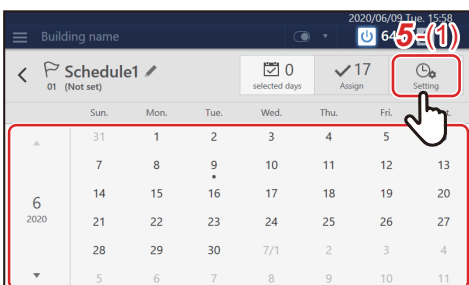 2020/06/09 Tue. 15:58
Building name 64 5-(1)
Schedule1 0 17
01 (Not set) selected days Assign Setting
Sun. Mon. Tue. Wed. Thu. Fri.
31 1 2 3 4 5
7 8 9 10 11 12 13
6 14 15 16 17 18 19 20
2020 21 22 23 24 25 26 27
28 29 30 7/1 2 3 4
5 6 7 8 9 10 11